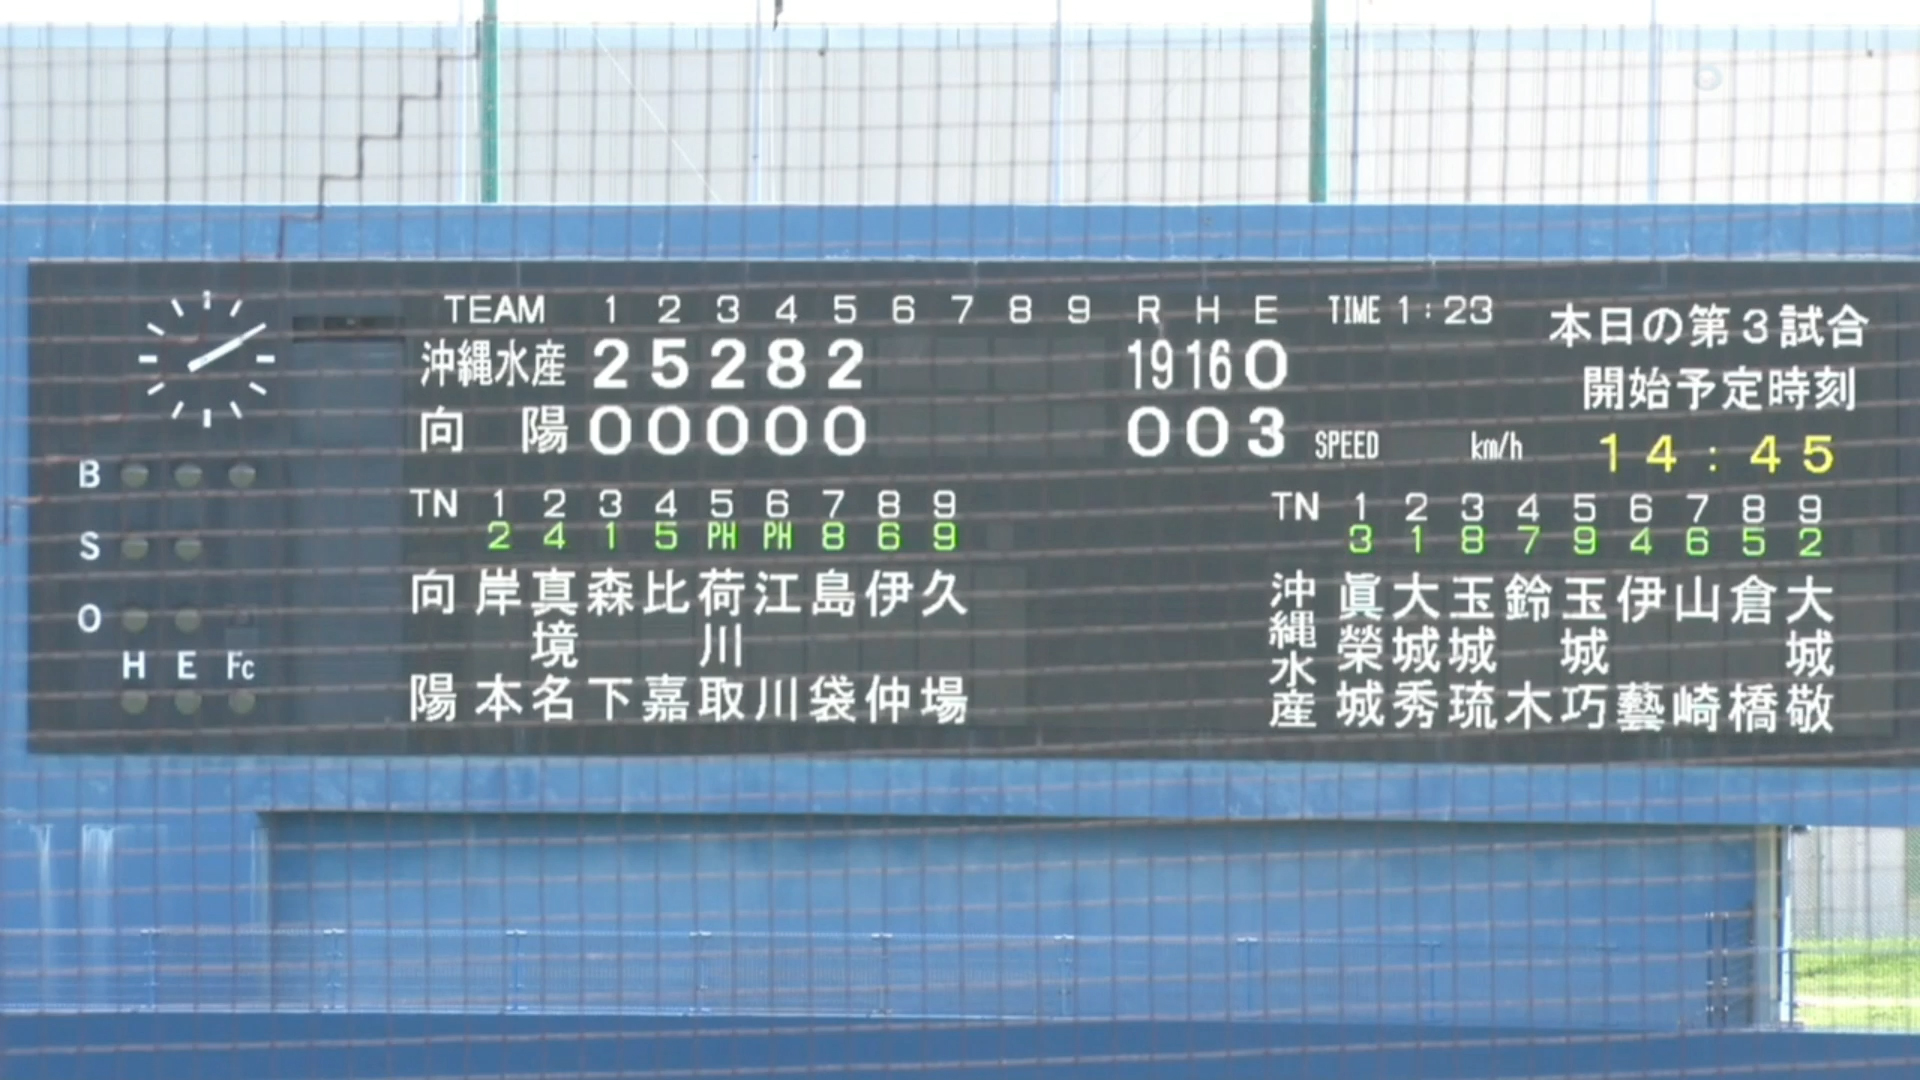 TEAM 1 2 3 4 5 6 7 8 9 R H E TIME 1:23
沖縄水産 2 5 2 8 2 19 16 0
向陽 0 0 0 0 0 0 0 3
本日の第3試合
開始予定時刻
14:45
SPEED km/h
B
S
O
H E Fc
TN 1 2 3 4 5 6 7 8 9
2 4 1 5 PH PH 8 6 9
向陽
岸本
真境名
森下
比嘉
荷川取
江川
島袋
伊仲
久場
TN 1 2 3 4 5 6 7 8 9
3 1 8 7 9 4 6 5 2
沖縄水産
眞榮城
大城秀
玉城琉
鈴木
玉城巧
伊藝
山崎
倉橋
大城敬